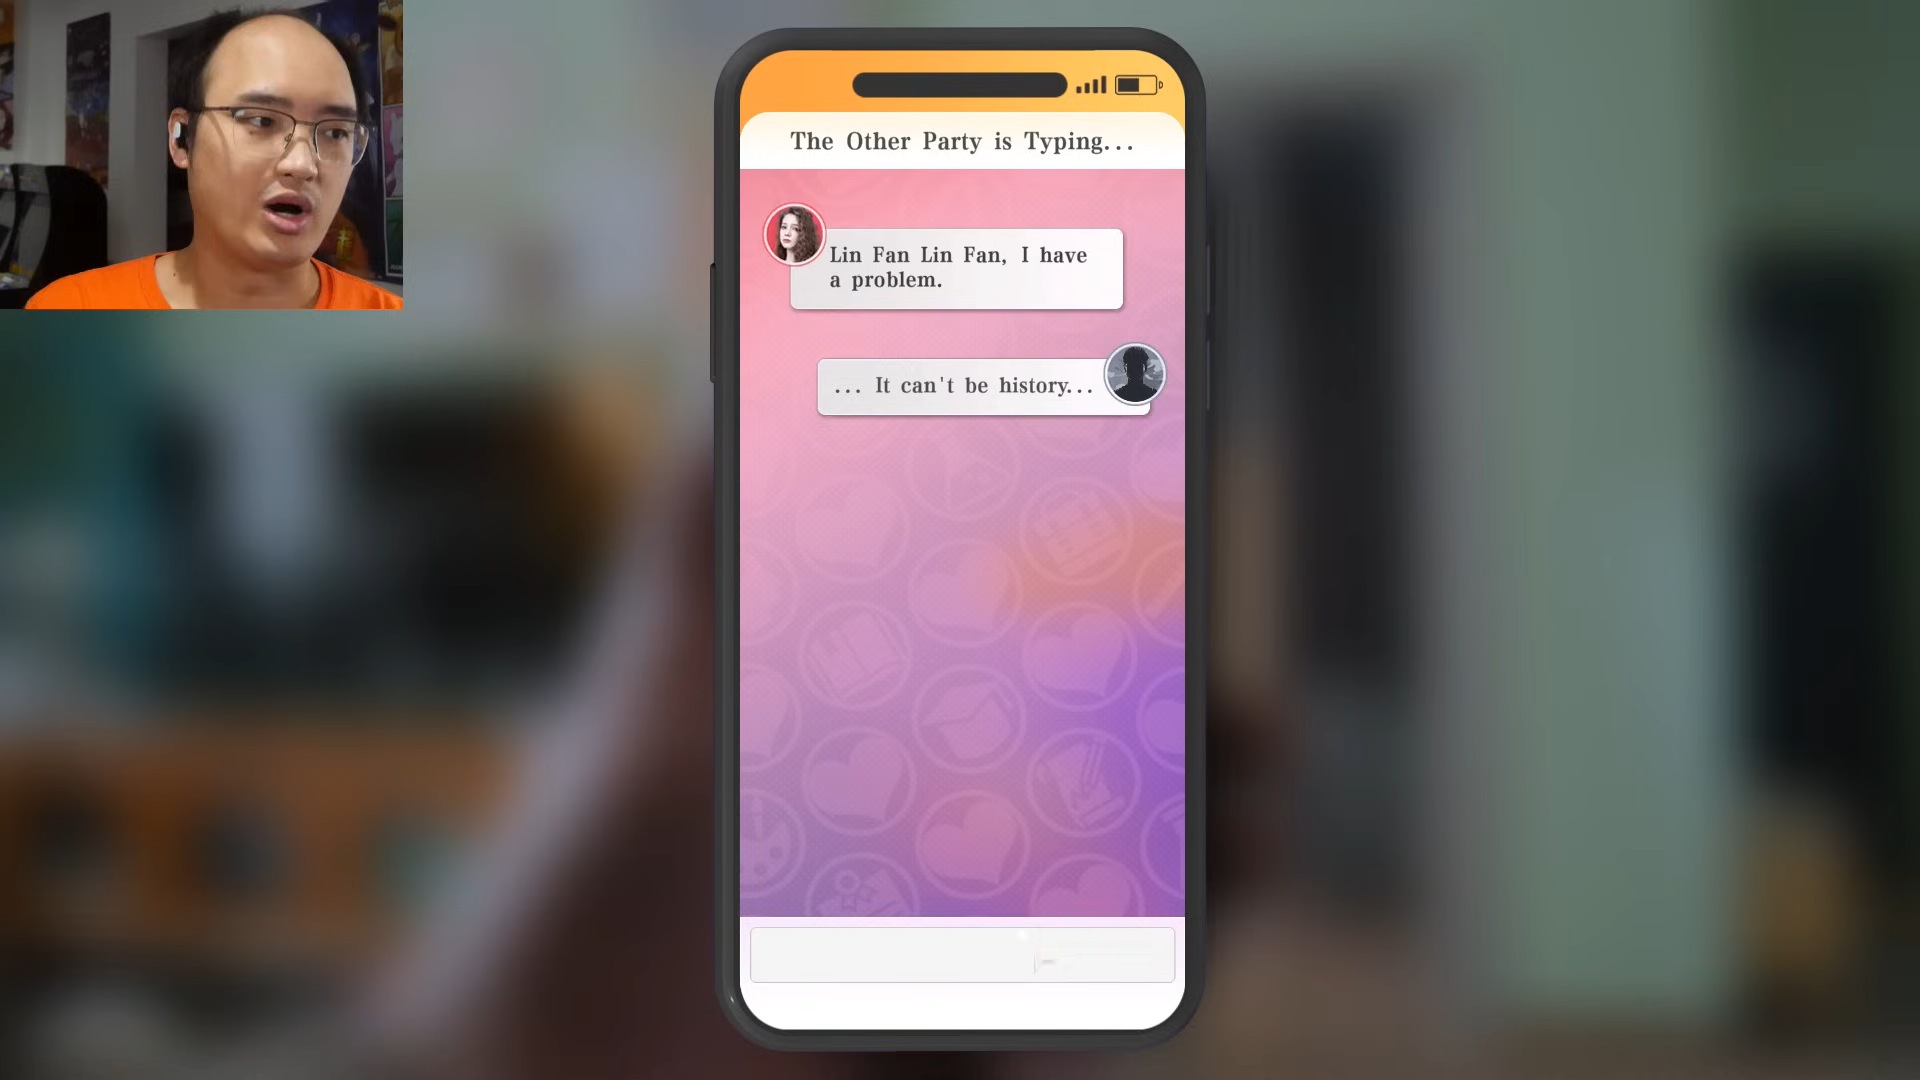 The Other Party is Typing...
Lin Fan Lin Fan, I have
a problem.
... It can't be history...